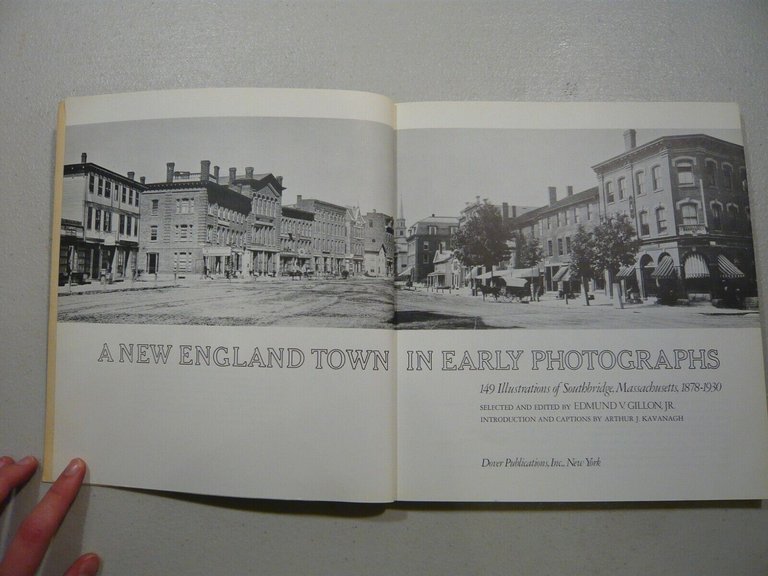 A NEW ENGLAND TOWN IN EARLY PHOTOGRAPHS
149 Illustrations of Southbridge, Massachusetts, 1878-1930
SELECTED AND EDITED BY EDMUND V. GILLON, JR.
INTRODUCTION AND CAPTIONS BY ARTHUR J. KAVANAGH
Dover Publications, Inc., New York